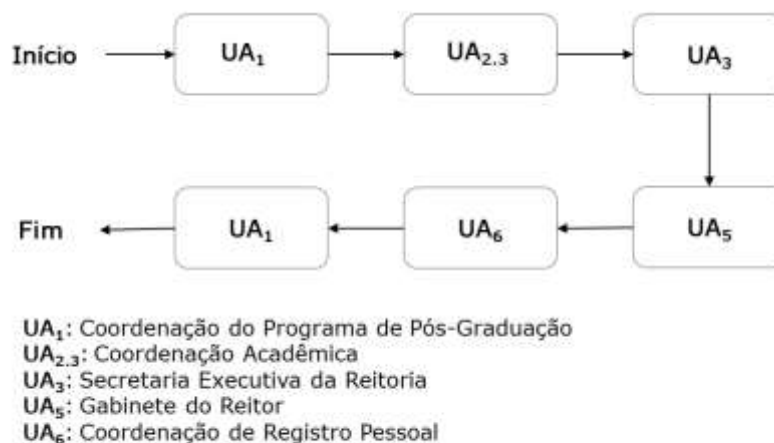 Início UA₁ UA₂.₃ UA₃
Fim UA₁ UA₆ UA₅
UA₁: Coordenação do Programa de Pós-Graduação
UA₂.₃: Coordenação Acadêmica
UA₃: Secretaria Executiva da Reitoria
UA₅: Gabinete do Reitor
UA₆: Coordenação de Registro Pessoal